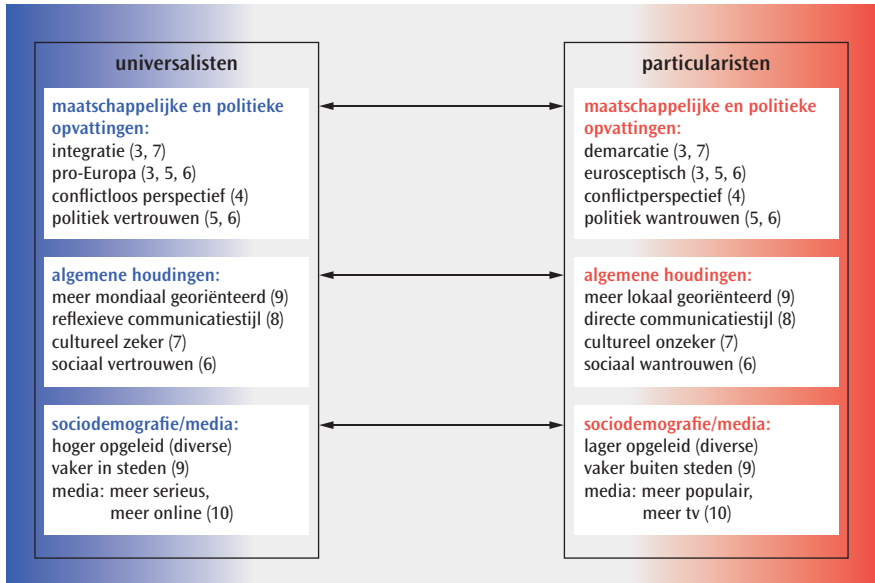 universalisten
maatschappelijke en politieke
opvattingen:
integratie (3, 7)
pro-Europa (3, 5, 6)
conflictloos perspectief (4)
politiek vertrouwen (5, 6)
algemene houdingen:
meer mondiaal georiënteerd (9)
reflexieve communicatiestijl (8)
cultureel zeker (7)
sociaal vertrouwen (6)
sociodemografie/media:
hoger opgeleid (diverse)
vaker in steden (9)
media: meer serieus,
meer online (10)
particularisten
maatschappelijke en politieke
opvattingen:
demarcatie (3, 7)
eurosceptisch (3, 5, 6)
conflictperspectief (4)
politiek wantrouwen (5, 6)
algemene houdingen:
meer lokaal georiënteerd (9)
directe communicatiestijl (8)
cultureel onzeker (7)
sociaal wantrouwen (6)
sociodemografie/media:
lager opgeleid (diverse)
vaker buiten steden (9)
media: meer populair,
meer tv (10)